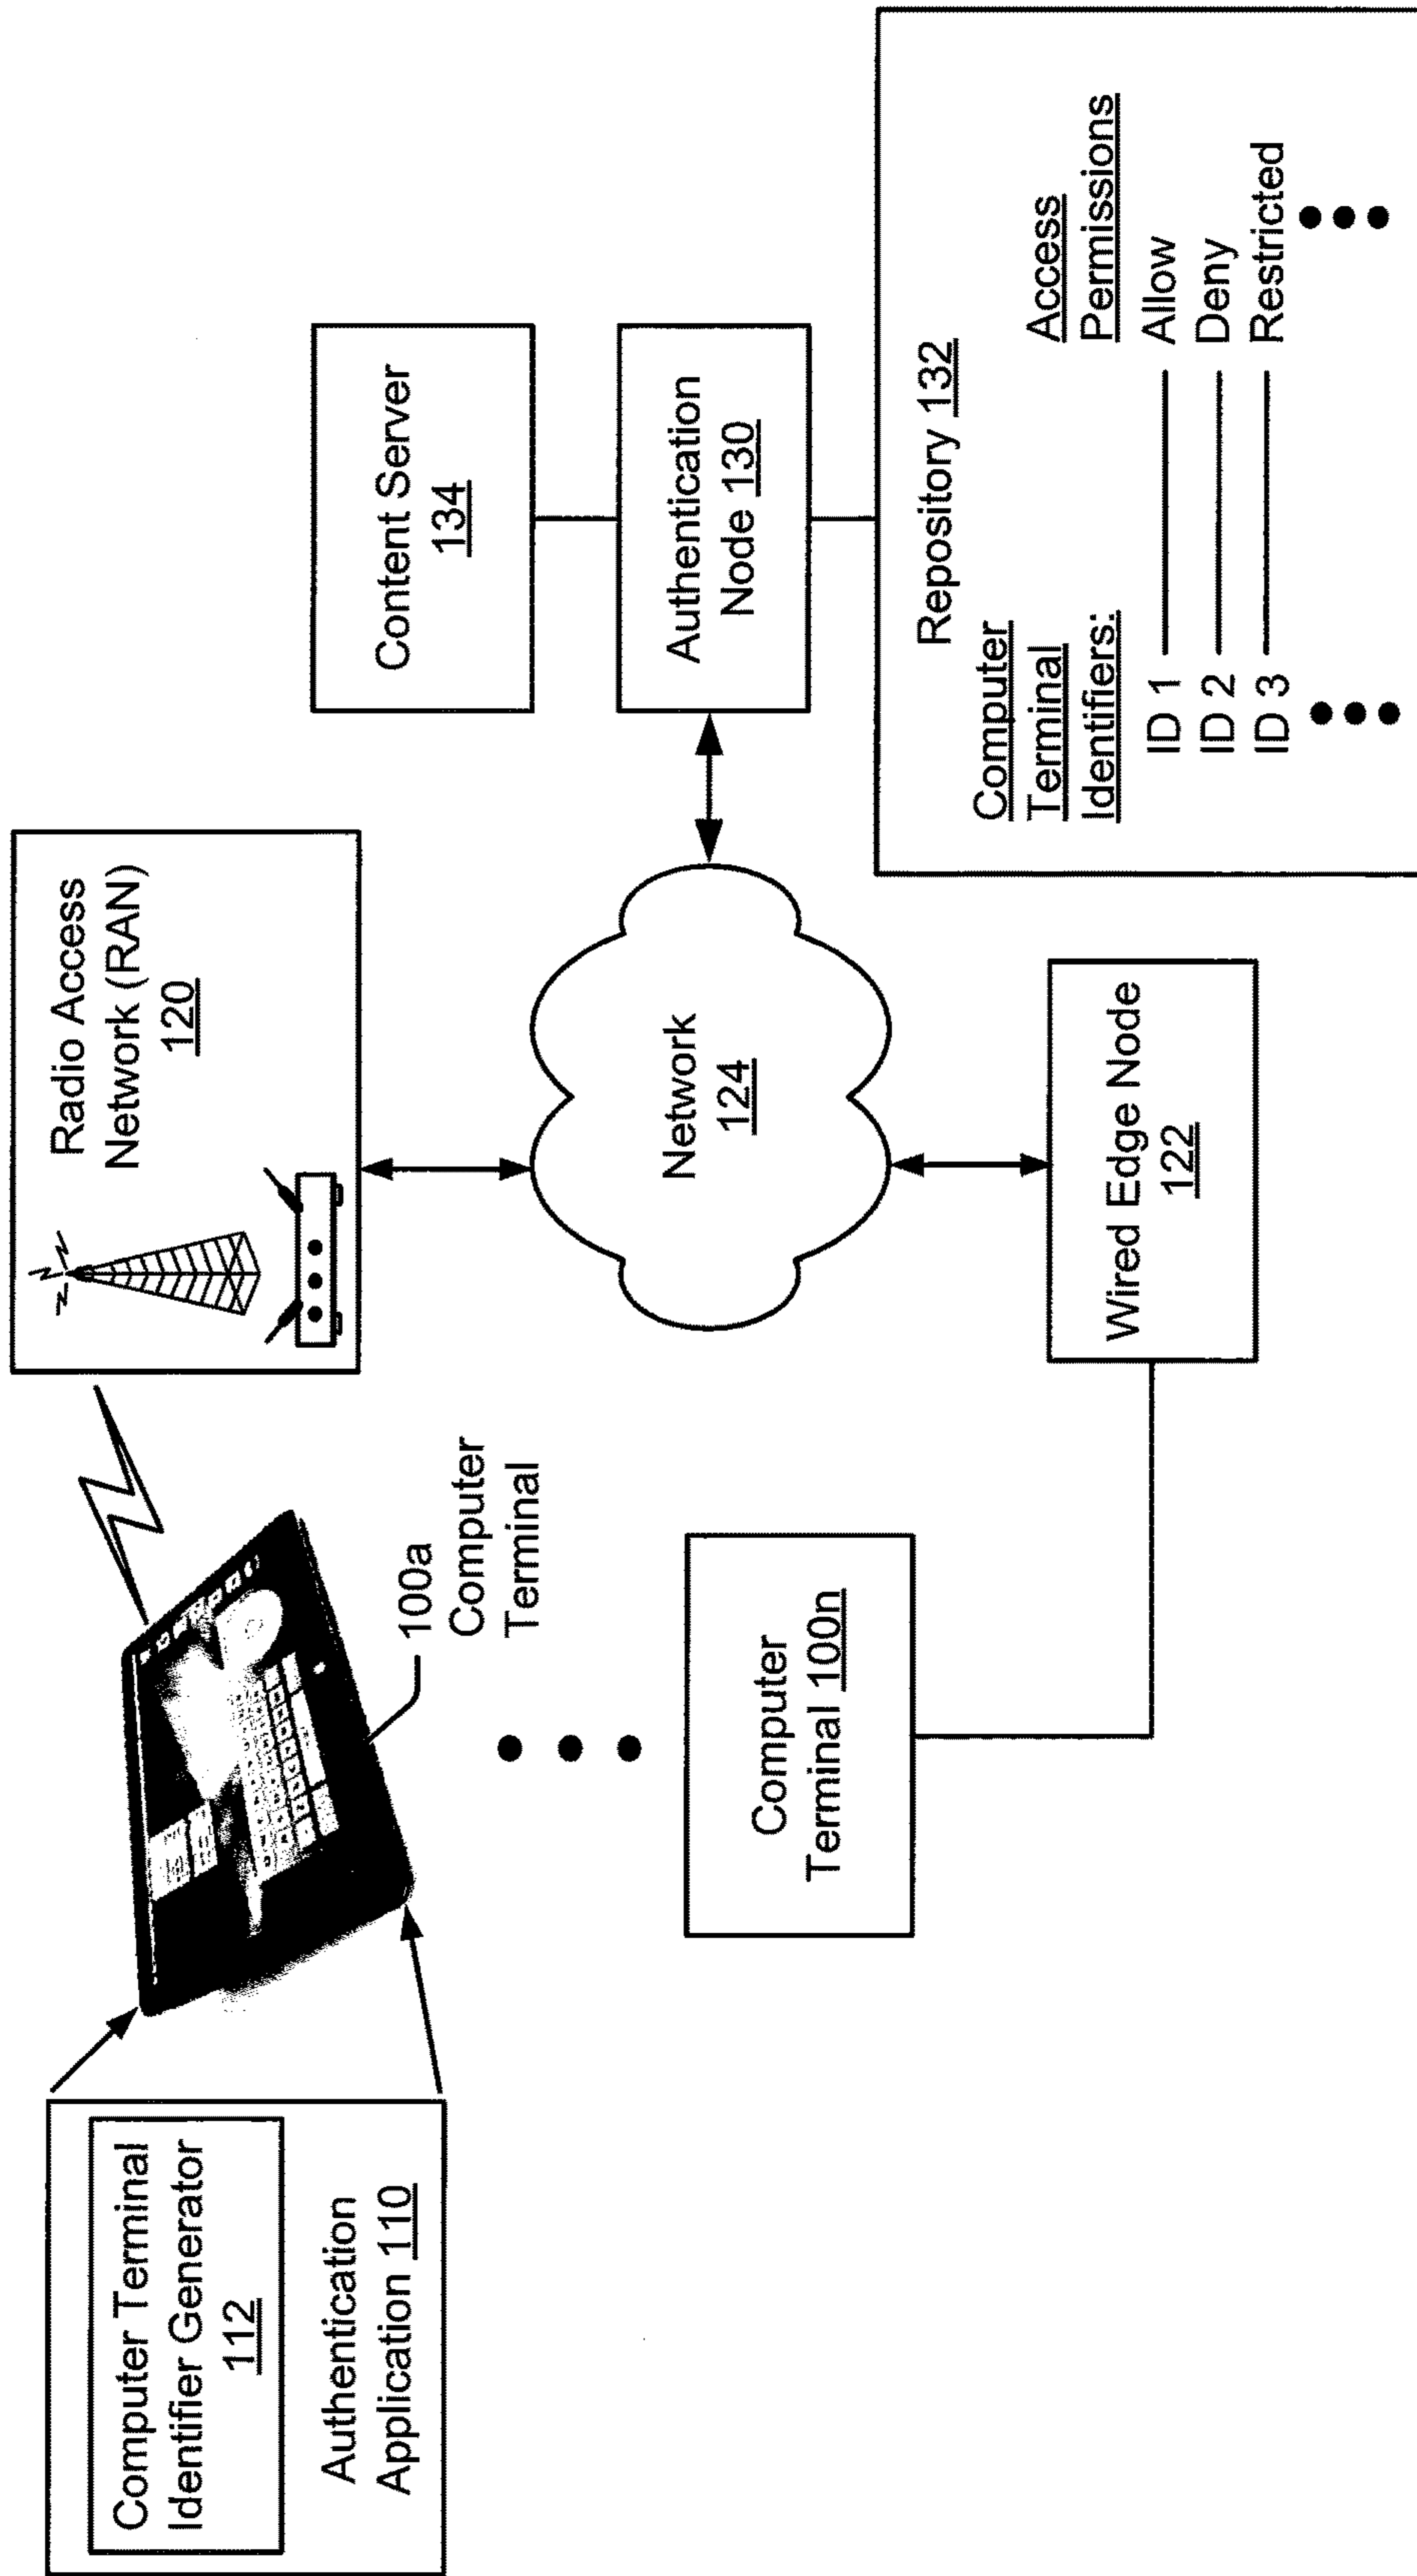 Computer Terminal
Identifier Generator
112
Authentication
Application 110
100a
Computer
Terminal
Computer
Terminal 100n
Radio Access
Network (RAN)
120
Network
124
Wired Edge Node
122
Content Server
134
Authentication
Node 130
Repository 132
Computer
Terminal
Identifiers:
Access
Permissions
ID 1 Allow
ID 2 Deny
ID 3 Restricted